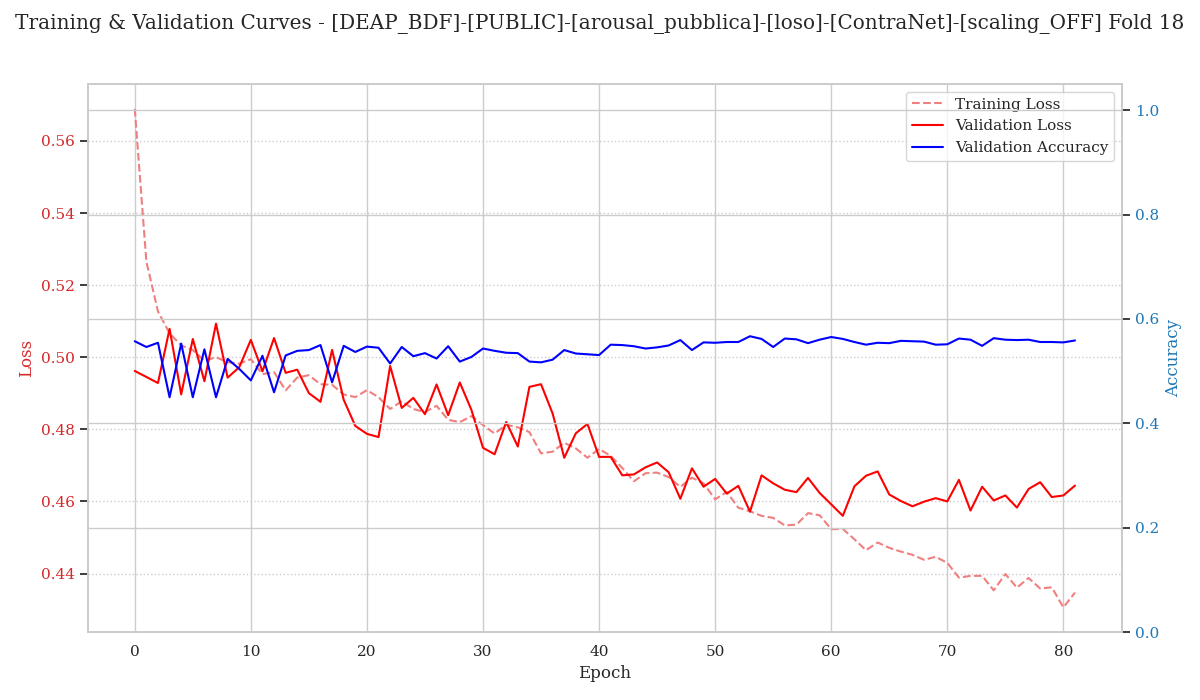 Training & Validation Curves - [DEAP_BDF]-[PUBLIC]-[arousal_pubblica]-[loso]-[ContraNet]-[scaling_OFF] Fold 18
Training Loss
Validation Loss
Validation Accuracy
0.56
0.54
0.52
0.50
0.48
0.46
0.44
Loss
1.0
0.8
0.6
0.4
0.2
0.0
Accuracy
0 10 20 30 40 50 60 70 80
Epoch